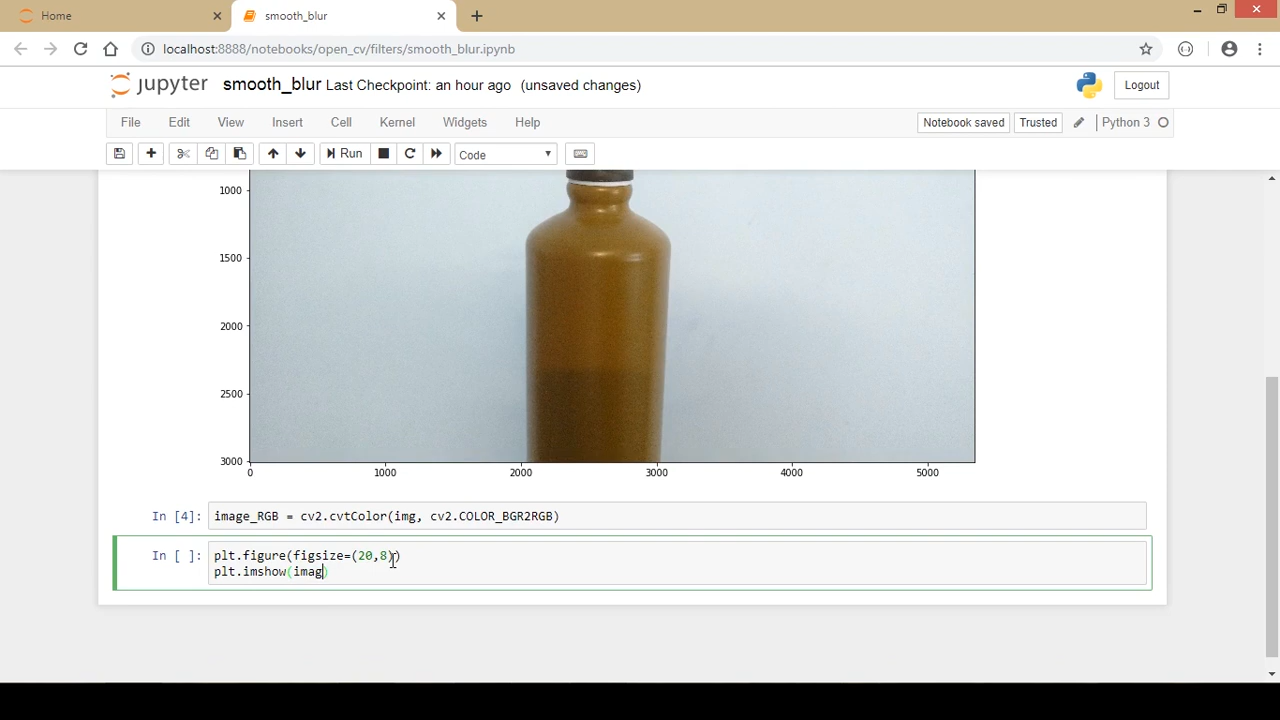 Home
smooth_blur
localhost:8888/notebooks/open_cv/filters/smooth_blur.ipynb
jupyter smooth_blur Last Checkpoint: an hour ago (unsaved changes)
Logout
File Edit View Insert Cell Kernel Widgets Help
Notebook saved Trusted Python 3
Run Code
1000
1500
2000
2500
3000
0 1000 2000 3000 4000 5000
In [4]: image_RGB = cv2.cvtColor(img, cv2.COLOR_BGR2RGB)
In [ ]: plt.figure(figsize=(20,8))
plt.imshow(imag)